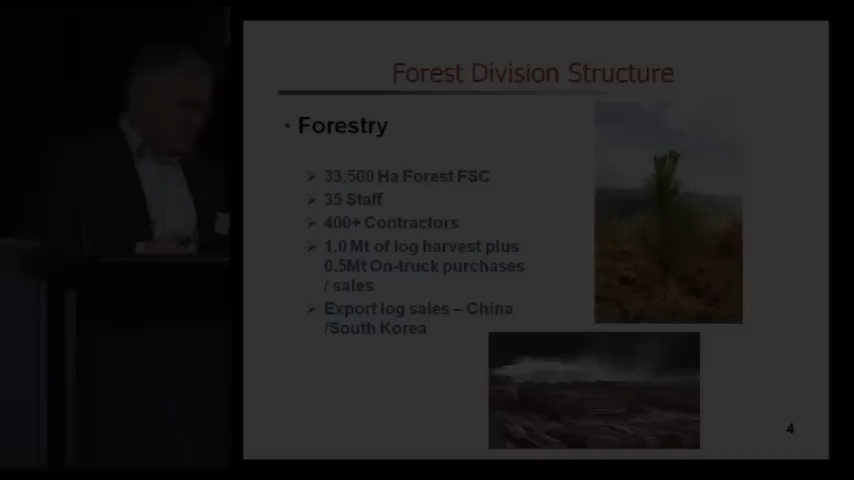 Forest Division Structure
• Forestry
➢ 33,500 Ha Forest FSC
➢ 35 Staff
➢ 400+ Contractors
➢ 1.0 Mt of log harvest plus
0.5Mt On-truck purchases
/ sales
➢ Export log sales – China
/South Korea
4